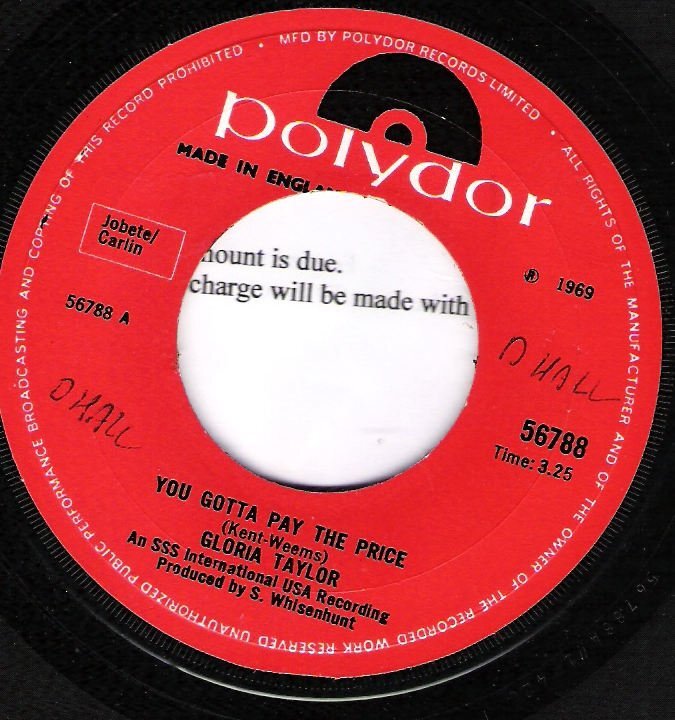 MFD BY POLYDOR RECORDS LIMITED • ALL RIGHTS OF THE MANUFACTURER AND OF THE OWNER OF THE RECORDED WORK RESERVED UNAUTHORIZED PUBLIC PERFORMANCE BROADCASTING AND COPYING OF THIS RECORD PROHIBITED •
polydor
MADE IN ENGLA
Jobete/
Carlin
ount is due.
charge will be made with
℗ 1969
56788 A
D HALL
D HALL
56788
Time: 3.25
YOU GOTTA PAY THE PRICE
(Kent-Weems)
GLORIA TAYLOR
An SSS International USA Recording
Produced by S. Whisenhunt